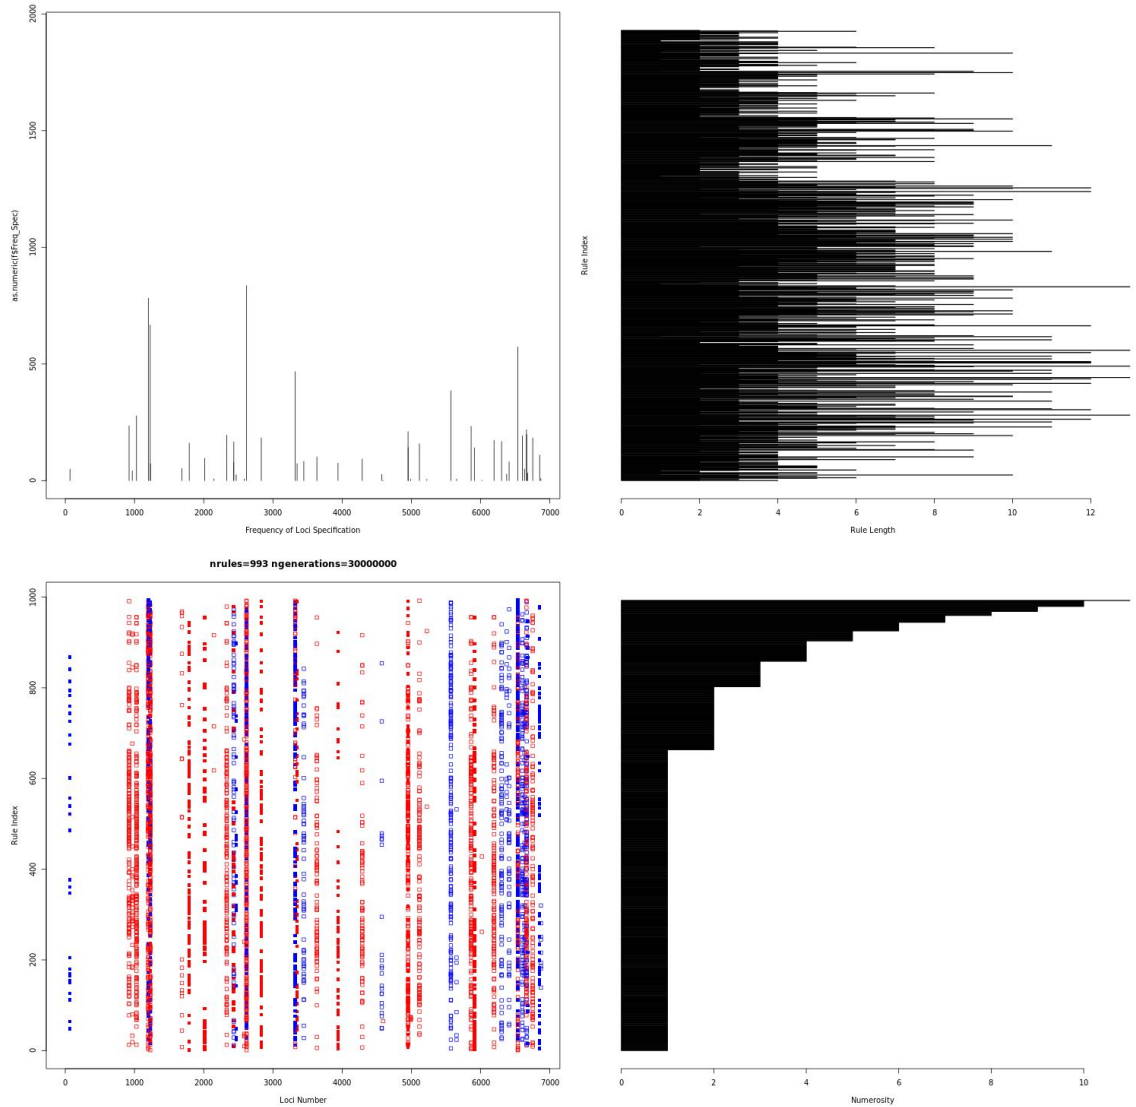 2000
1500
1000
500
0
as.numeric(f$Freq_Spec)
0 1000 2000 3000 4000 5000 6000 7000
Frequency of Loci Specification
Rule Index
0 2 4 6 8 10 12
Rule Length
nrules=993 ngenerations=30000000
1000
800
600
400
200
0
Rule Index
0 1000 2000 3000 4000 5000 6000 7000
Loci Number
0 2 4 6 8 10
Numerosity